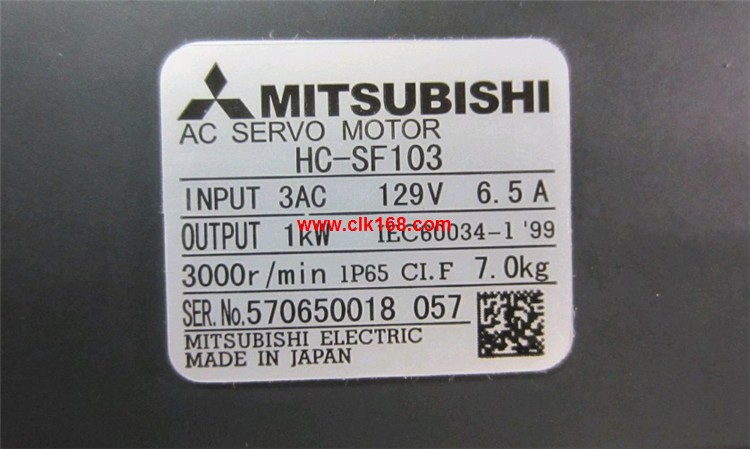 MITSUBISHI
AC SERVO MOTOR
HC-SF103
INPUT 3AC 129V 6.5A
www.clk168.com
OUTPUT 1kW IEC60034-1 '99
3000r/min IP65 CI.F 7.0kg
SER.No.570650018 057
MITSUBISHI ELECTRIC
MADE IN JAPAN